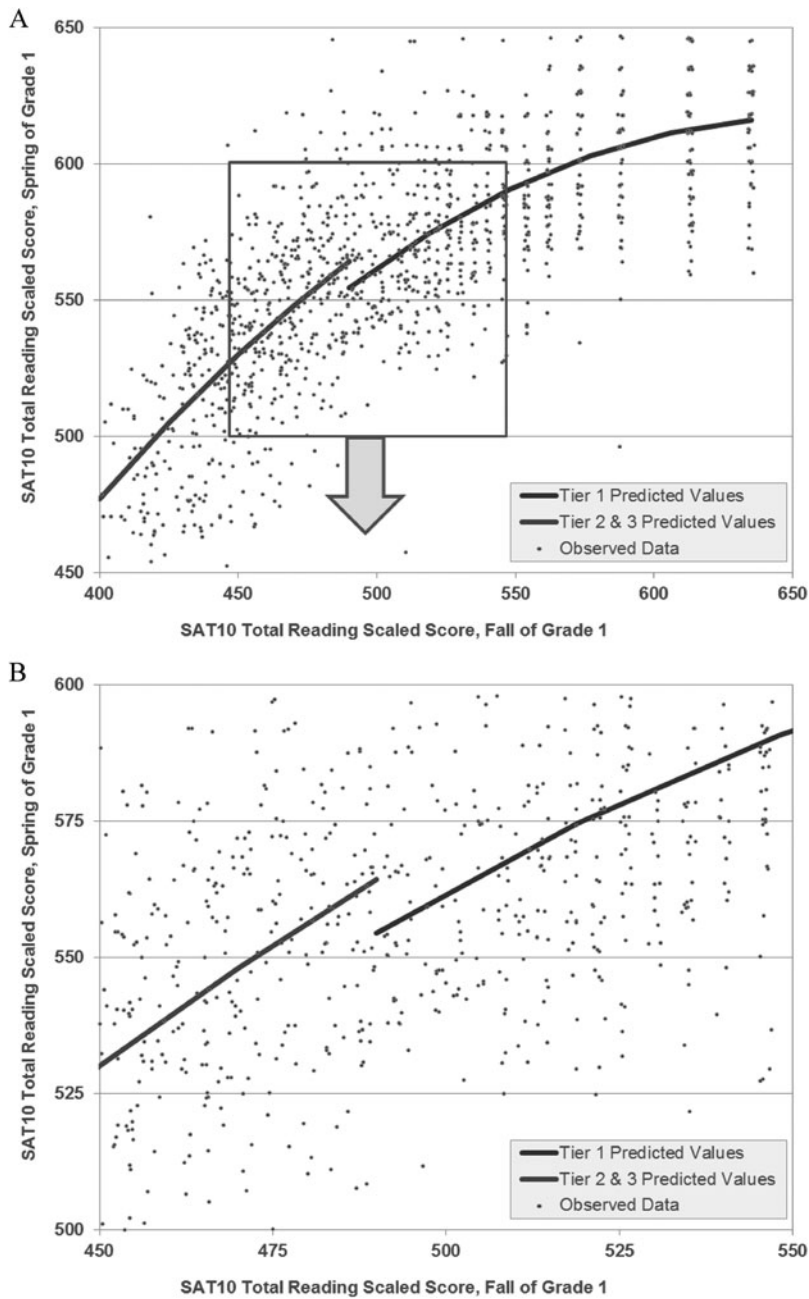 A
650
600
550
500
450
SAT10 Total Reading Scaled Score, Spring of Grade 1
Tier 1 Predicted Values
Tier 2 & 3 Predicted Values
Observed Data
400
450
500
550
600
650
SAT10 Total Reading Scaled Score, Fall of Grade 1
B
600
575
550
525
500
SAT10 Total Reading Scaled Score, Spring of Grade 1
Tier 1 Predicted Values
Tier 2 & 3 Predicted Values
Observed Data
450
475
500
525
550
SAT10 Total Reading Scaled Score, Fall of Grade 1